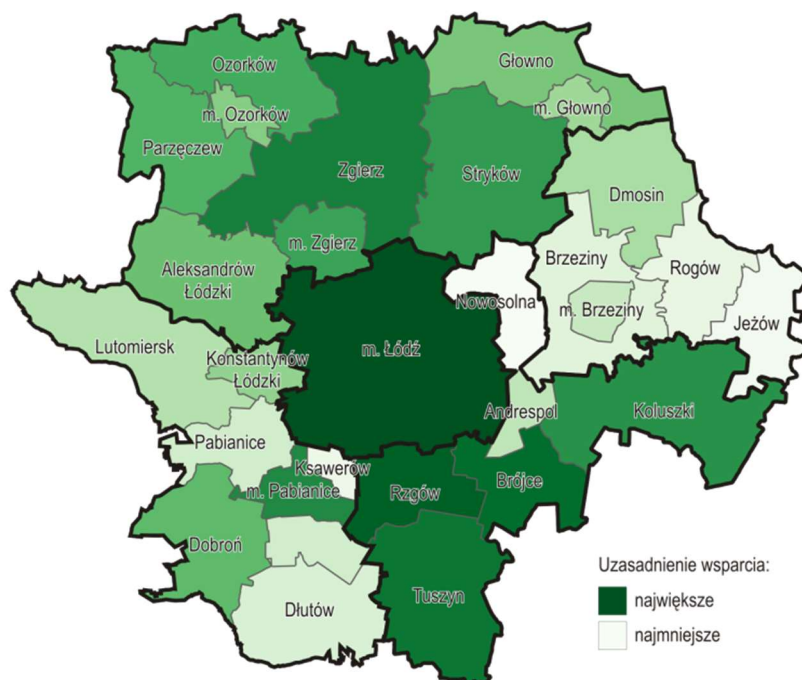 Ozorków
Głowno
m. Ozorków
m. Głowno
Parzęczew
Zgierz
Stryków
Dmosin
m. Zgierz
Aleksandrów
Łódzki
Brzeziny
Rogów
Nowosolna
m. Brzeziny
Jeżów
Lutomiersk
m. Łódź
Konstantynów
Łódzki
Andrespol
Koluszki
Pabianice
Ksawerów
m. Pabianice
Rzgów
Brójce
Dobroń
Tuszyn
Dłutów
Uzasadnienie wsparcia:
największe
najmniejsze